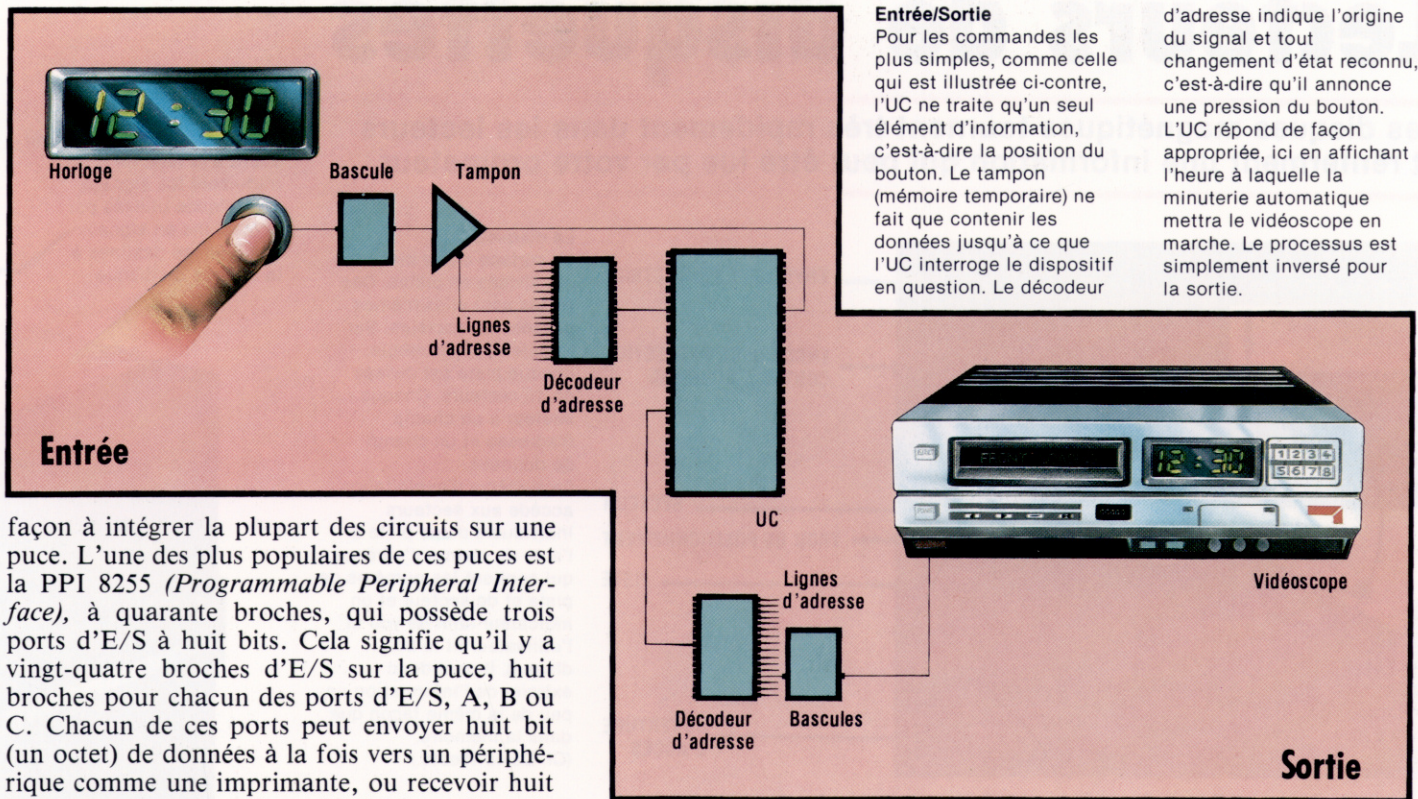 12:30
Horloge
Bascule
Tampon
Lignes
d'adresse
Décodeur
d'adresse
UC
Entrée
Entrée/Sortie
Pour les commandes les
plus simples, comme celle
qui est illustrée ci-contre,
l'UC ne traite qu'un seul
élément d'information,
c'est-à-dire la position du
bouton. Le tampon
(mémoire temporaire) ne
fait que contenir les
données jusqu'à ce que
l'UC interroge le dispositif
en question. Le décodeur
d'adresse indique l'origine
du signal et tout
changement d'état reconnu,
c'est-à-dire qu'il annonce
une pression du bouton.
L'UC répond de façon
appropriée, ici en affichant
l'heure à laquelle la
minuterie automatique
mettra le vidéoscope en
marche. Le processus est
simplement inversé pour
la sortie.
12:30
1 2 3 4
5 6 7 8
Vidéoscope
Lignes
d'adresse
Décodeur
d'adresse
Bascules
Sortie
façon à intégrer la plupart des circuits sur une
puce. L'une des plus populaires de ces puces est
la PPI 8255 (Programmable Peripheral Inter-
face), à quarante broches, qui possède trois
ports d'E/S à huit bits. Cela signifie qu'il y a
vingt-quatre broches d'E/S sur la puce, huit
broches pour chacun des ports d'E/S, A, B ou
C. Chacun de ces ports peut envoyer huit bit
(un octet) de données à la fois vers un périphé-
rique comme une imprimante, ou recevoir huit